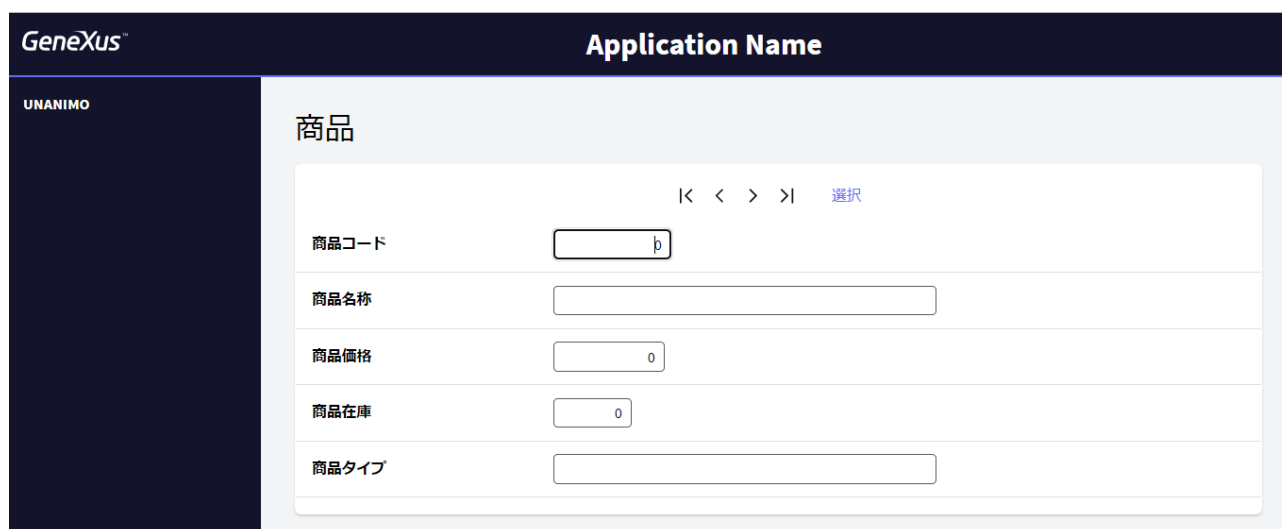 GeneXus™
Application Name
UNANIMO
商品
選択
商品コード 0
商品名称
商品価格 0
商品在庫 0
商品タイプ